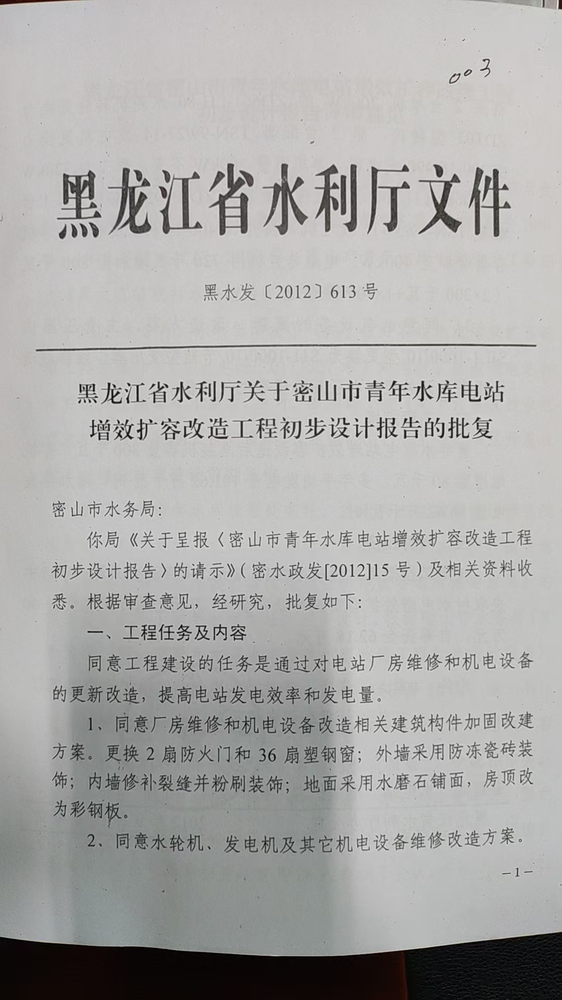 003
黑龙江省水利厅文件
黑水发〔2012〕613号
黑龙江省水利厅关于密山市青年水库电站
增效扩容改造工程初步设计报告的批复
密山市水务局：
你局《关于呈报〈密山市青年水库电站增效扩容改造工程
初步设计报告〉的请示》（密水政发[2012]15号）及相关资料收
悉。根据审查意见，经研究，批复如下：
一、工程任务及内容
同意工程建设的任务是通过对电站厂房维修和机电设备
的更新改造，提高电站发电效率和发电量。
1、同意厂房维修和机电设备改造相关建筑构件加固改建
方案。更换2扇防火门和36扇塑钢窗；外墙采用防冻瓷砖装
饰；内墙修补裂缝并粉刷装饰；地面采用水磨石铺面，房顶改
为彩钢板。
2、同意水轮机、发电机及其它机电设备维修改造方案。
—1—